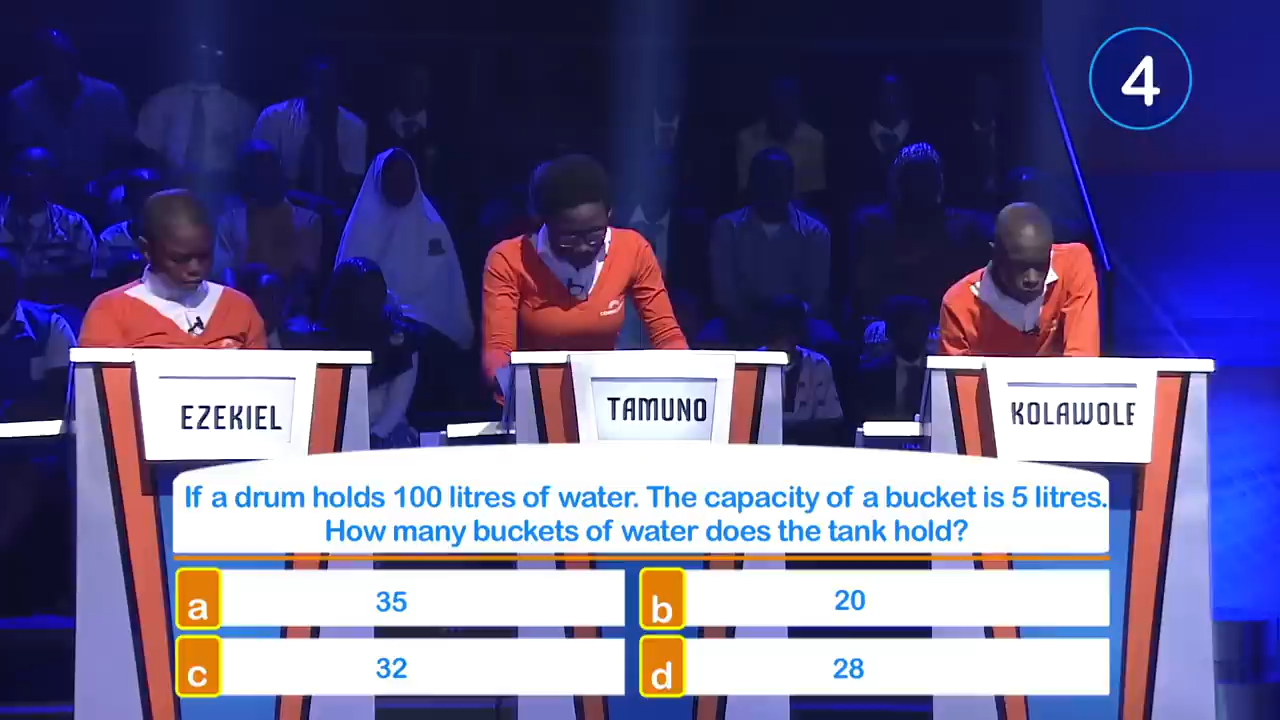 4
EZEKIEL
TAMUNO
KOLAWOLE
If a drum holds 100 litres of water. The capacity of a bucket is 5 litres.
How many buckets of water does the tank hold?
a 35
b 20
c 32
d 28